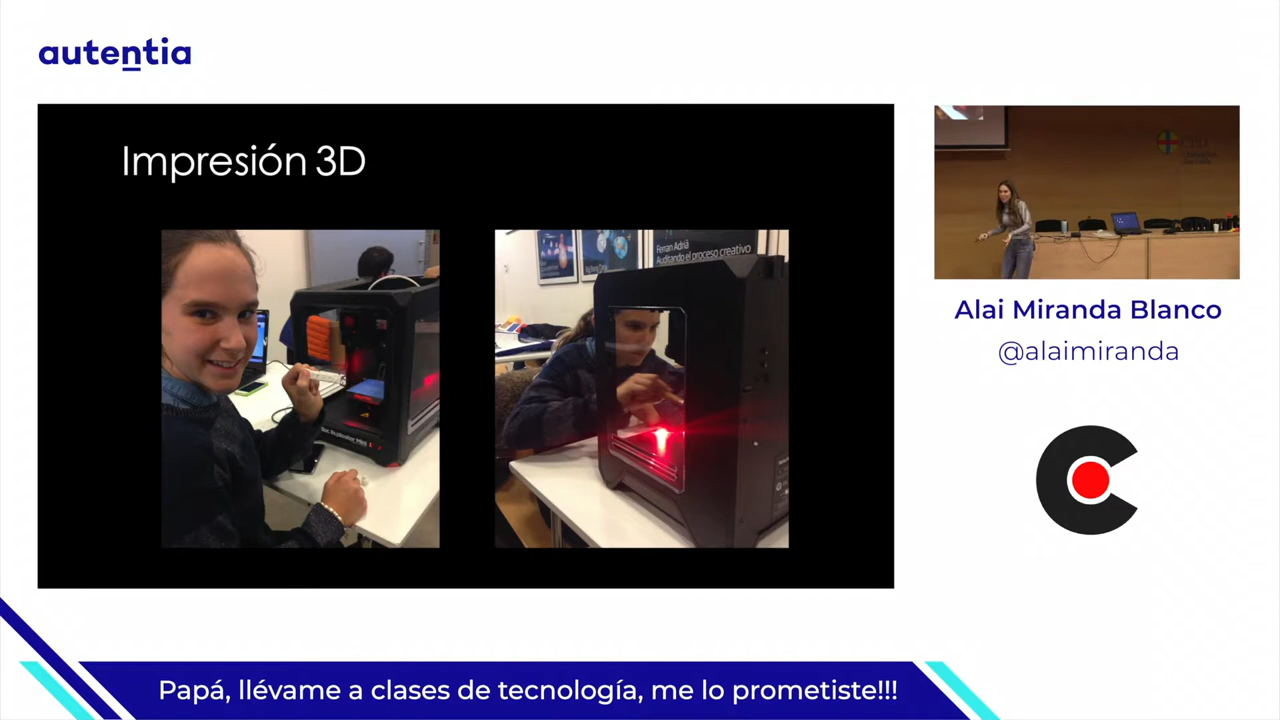 autentia
Impresión 3D
Ferran Adrià
Auditando el proceso creativo
CEU
Alai Miranda Blanco
@alaimiranda
Papá, llévame a clases de tecnología, me lo prometiste!!!